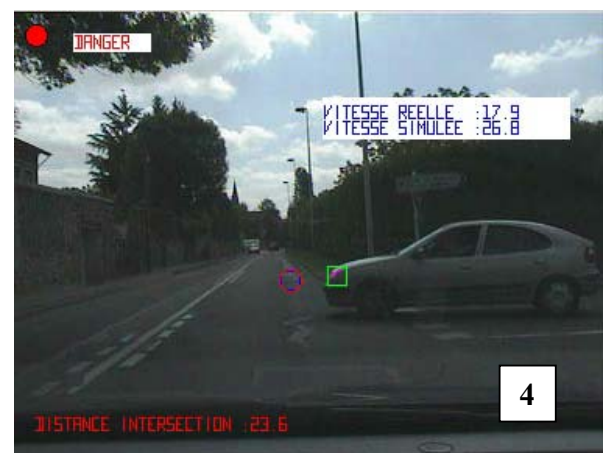 DANGER
VITESSE REELLE :17.9
VITESSE SIMULEE :26.8
4
DISTANCE INTERSECTION :23.6